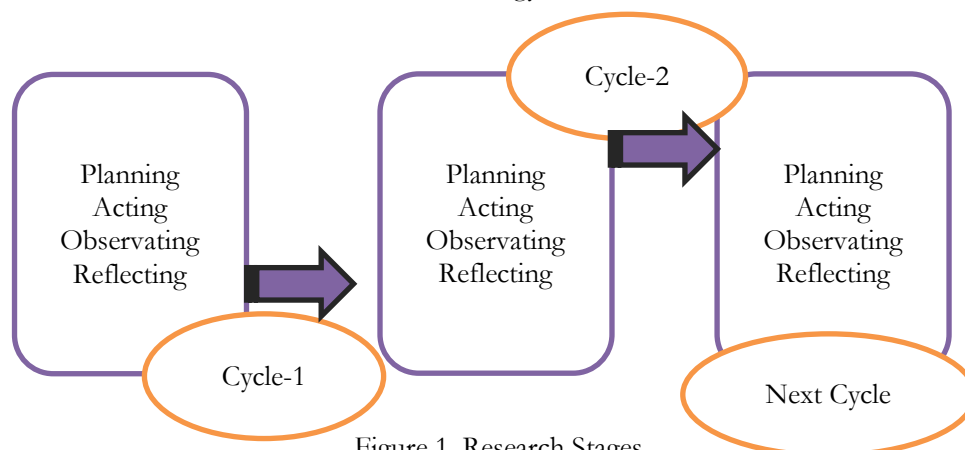 Cycle-2
Planning
Acting
Observating
Reflecting
Planning
Acting
Observating
Reflecting
Planning
Acting
Observating
Reflecting
Cycle-1
Next Cycle
Figure 1. Research Stages